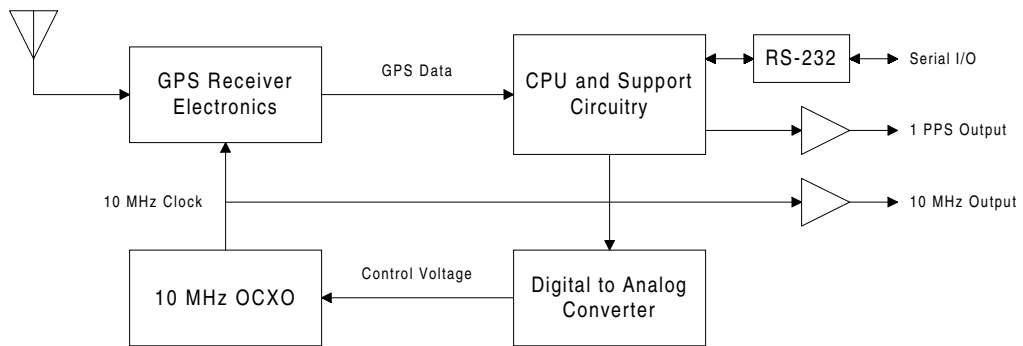 GPS Receiver
Electronics
GPS Data
CPU and Support
Circuitry
RS-232
Serial I/O
1 PPS Output
10 MHz Clock
10 MHz Output
10 MHz OCXO
Control Voltage
Digital to Analog
Converter